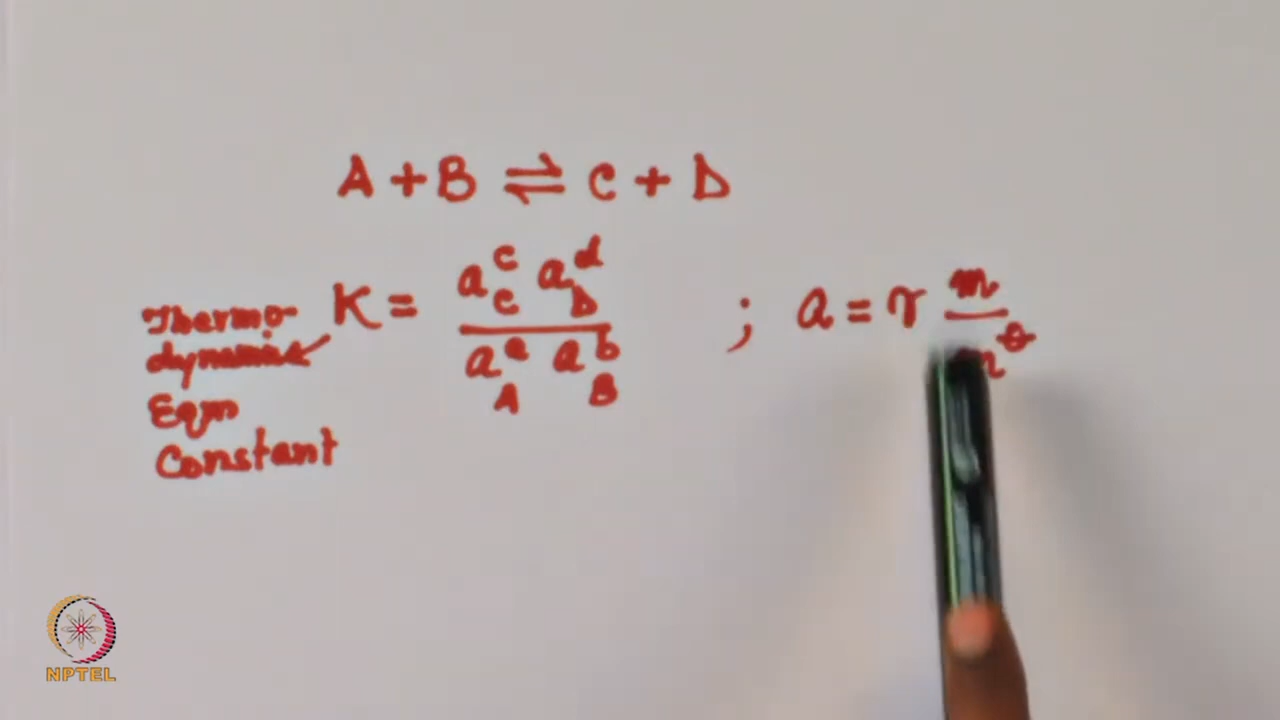 A + B ⇌ C + D
Thermo-
dynamic
Eqm
Constant
K = a_C^c a_D^d / a_A^a a_B^b ; a = γ m / m^θ
NPTEL